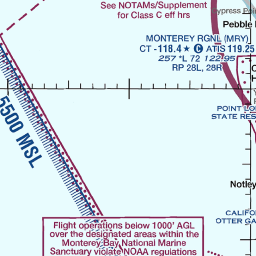 See NOTAMs/Supplement
for Class C eff hrs
Pebble
MONTEREY RGNL (MRY)
CT - 118.4 ★ C ATIS 119.25
257 *L 72 122.95
RP 28L, 28R
POINT LO
STATE RES
5500 MSL
Notley
CALIFO
OTTER GA
Flight operations below 1000' AGL
over the designated areas within the
Monterey Bay National Marine
Sanctuary violate NOAA regulations